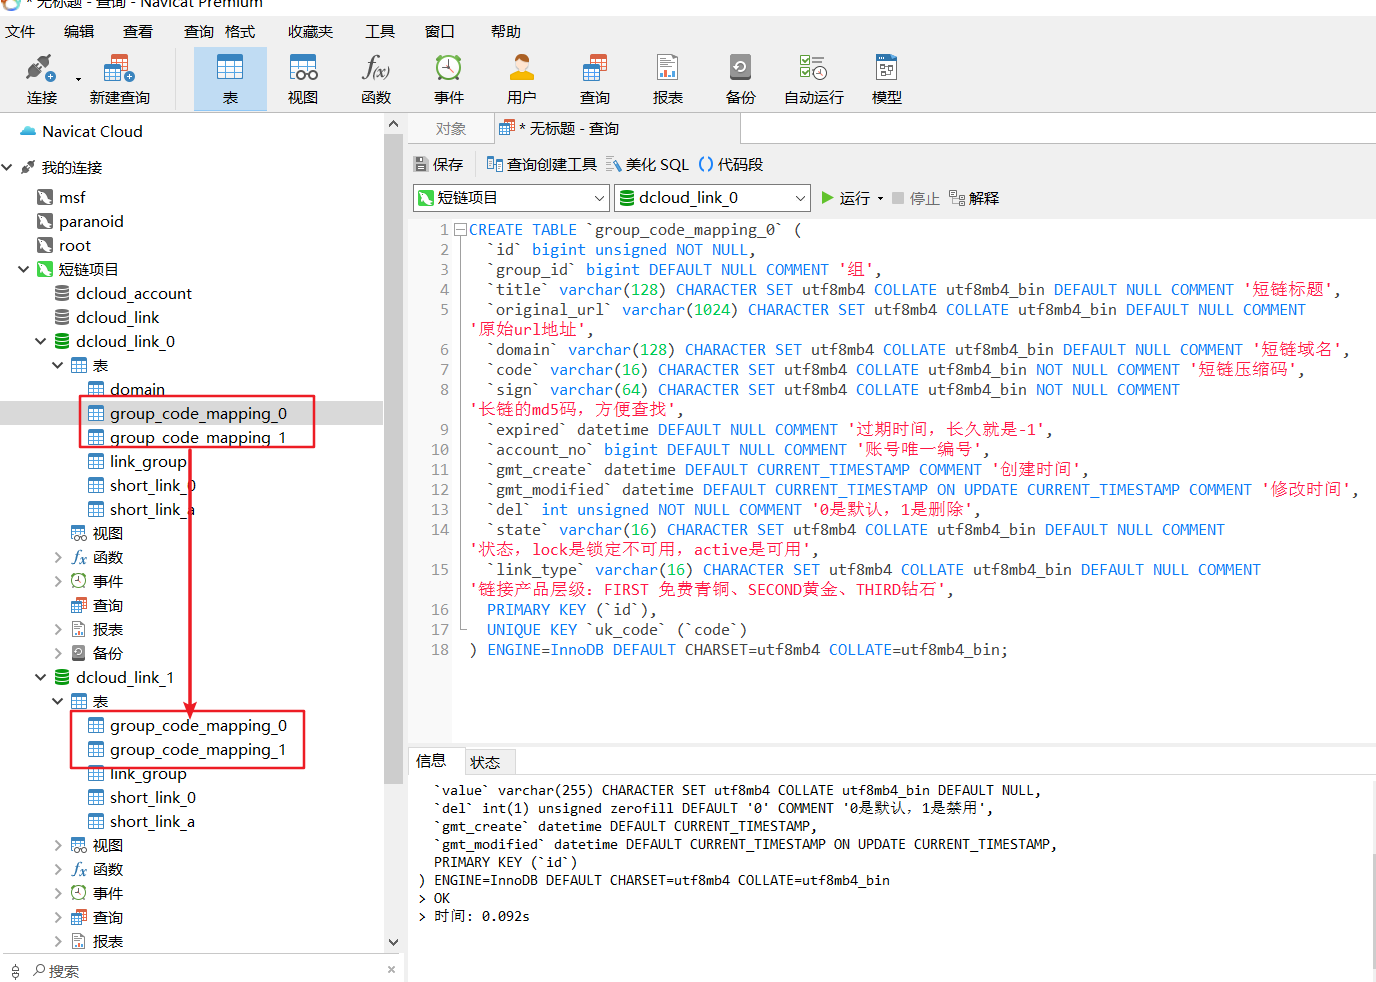 * 无标题 - 查询 - Navicat Premium
文件 编辑 查看 查询 格式 收藏夹 工具 窗口 帮助
连接 新建查询 表 视图 函数 事件 用户 查询 报表 备份 自动运行 模型
Navicat Cloud
我的连接
msf
paranoid
root
短链项目
dcloud_account
dcloud_link
dcloud_link_0
表
domain
group_code_mapping_0
group_code_mapping_1
link_group
short_link_0
short_link_a
视图
函数
事件
查询
报表
备份
dcloud_link_1
表
group_code_mapping_0
group_code_mapping_1
link_group
short_link_0
short_link_a
视图
函数
事件
查询
报表
搜索
对象 * 无标题 - 查询
保存 查询创建工具 美化 SQL () 代码段
短链项目 dcloud_link_0 运行 停止 解释
1 CREATE TABLE `group_code_mapping_0` (
2 `id` bigint unsigned NOT NULL,
3 `group_id` bigint DEFAULT NULL COMMENT '组',
4 `title` varchar(128) CHARACTER SET utf8mb4 COLLATE utf8mb4_bin DEFAULT NULL COMMENT '短链标题',
5 `original_url` varchar(1024) CHARACTER SET utf8mb4 COLLATE utf8mb4_bin DEFAULT NULL COMMENT
'原始url地址',
6 `domain` varchar(128) CHARACTER SET utf8mb4 COLLATE utf8mb4_bin DEFAULT NULL COMMENT '短链域名',
7 `code` varchar(16) CHARACTER SET utf8mb4 COLLATE utf8mb4_bin NOT NULL COMMENT '短链压缩码',
8 `sign` varchar(64) CHARACTER SET utf8mb4 COLLATE utf8mb4_bin NOT NULL COMMENT
'长链的md5码，方便查找',
9 `expired` datetime DEFAULT NULL COMMENT '过期时间，长久就是-1',
10 `account_no` bigint DEFAULT NULL COMMENT '账号唯一编号',
11 `gmt_create` datetime DEFAULT CURRENT_TIMESTAMP COMMENT '创建时间',
12 `gmt_modified` datetime DEFAULT CURRENT_TIMESTAMP ON UPDATE CURRENT_TIMESTAMP COMMENT '修改时间',
13 `del` int unsigned NOT NULL COMMENT '0是默认，1是删除',
14 `state` varchar(16) CHARACTER SET utf8mb4 COLLATE utf8mb4_bin DEFAULT NULL COMMENT
'状态，lock是锁定不可用，active是可用',
15 `link_type` varchar(16) CHARACTER SET utf8mb4 COLLATE utf8mb4_bin DEFAULT NULL COMMENT
'链接产品层级：FIRST 免费青铜、SECOND黄金、THIRD钻石',
16 PRIMARY KEY (`id`),
17 UNIQUE KEY `uk_code` (`code`)
18 ) ENGINE=InnoDB DEFAULT CHARSET=utf8mb4 COLLATE=utf8mb4_bin;
信息 状态
`value` varchar(255) CHARACTER SET utf8mb4 COLLATE utf8mb4_bin DEFAULT NULL,
`del` int(1) unsigned zerofill DEFAULT '0' COMMENT '0是默认，1是禁用',
`gmt_create` datetime DEFAULT CURRENT_TIMESTAMP,
`gmt_modified` datetime DEFAULT CURRENT_TIMESTAMP ON UPDATE CURRENT_TIMESTAMP,
PRIMARY KEY (`id`)
) ENGINE=InnoDB DEFAULT CHARSET=utf8mb4 COLLATE=utf8mb4_bin
> OK
> 时间: 0.092s